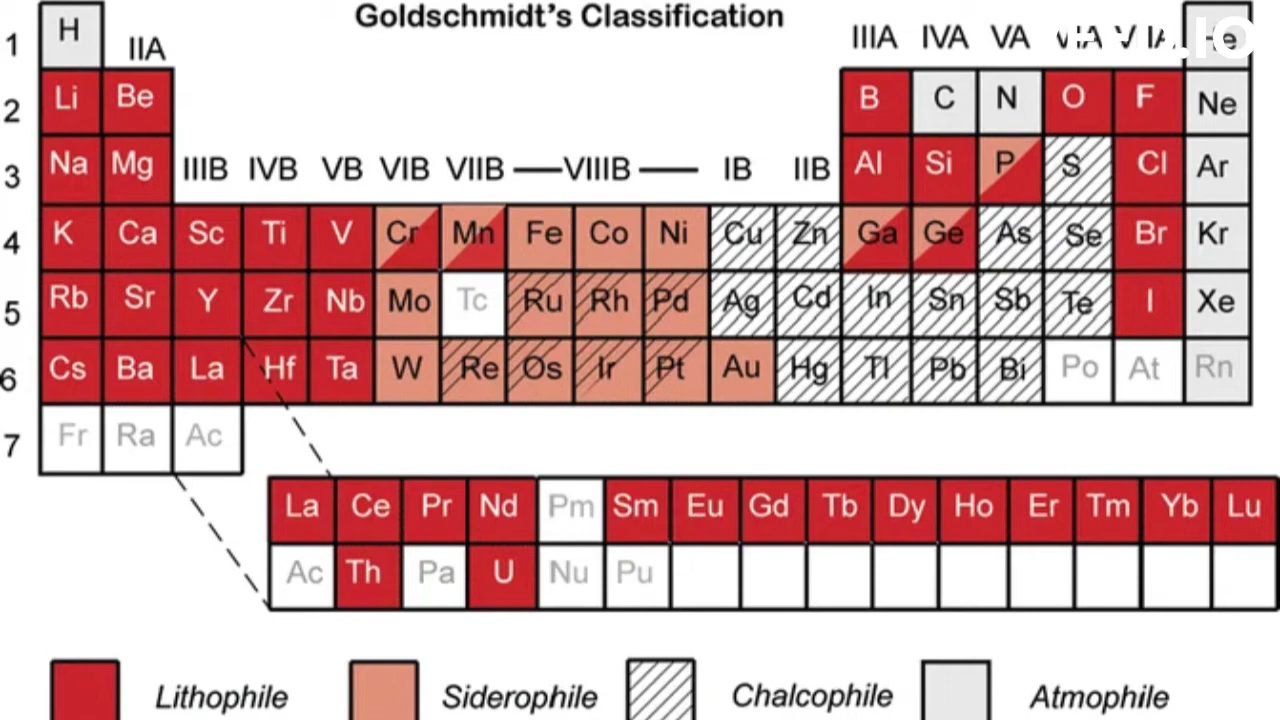 Goldschmidt's Classification
H
1
IIA
IIIA IVA VA
2 Li Be B C N O F Ne
3 Na Mg IIIB IVB VB VIB VIIB VIIIB IB IIB Al Si P S Cl Ar
4 K Ca Sc Ti V Cr Mn Fe Co Ni Cu Zn Ga Ge As Se Br Kr
5 Rb Sr Y Zr Nb Mo Tc Ru Rh Pd Ag Cd In Sn Sb Te I Xe
6 Cs Ba La Hf Ta W Re Os Ir Pt Au Hg Tl Pb Bi Po At Rn
7 Fr Ra Ac
La Ce Pr Nd Pm Sm Eu Gd Tb Dy Ho Er Tm Yb Lu
Ac Th Pa U Nu Pu
Lithophile Siderophile Chalcophile Atmophile